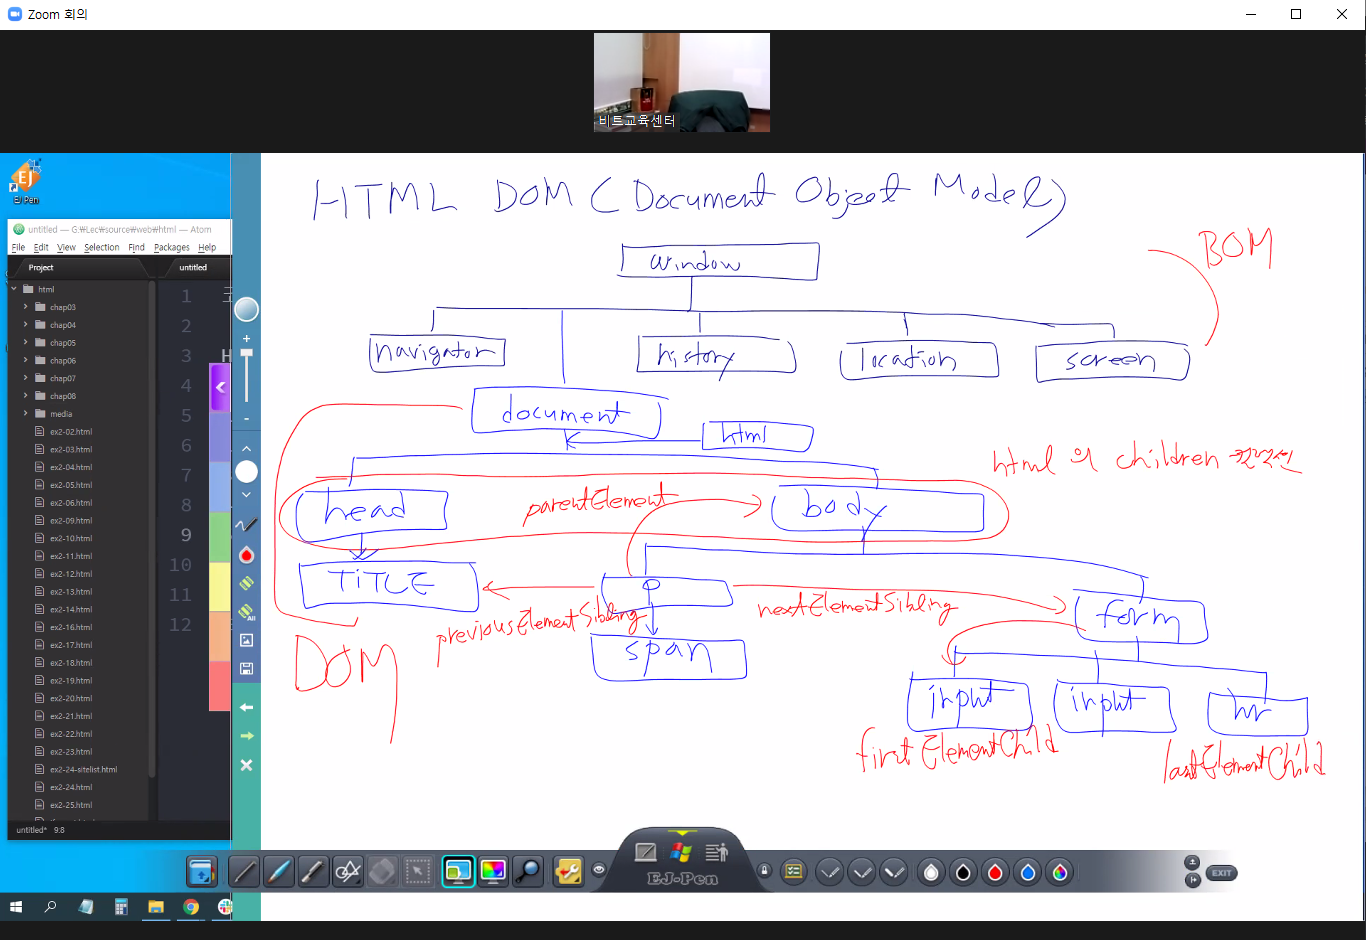 Zoom 회의
비트교육센터
EJ Pen
untitled — G:₩Lec₩source₩web₩html — Atom
File Edit View Selection Find Packages Help
Project
untitled
html
chap03
chap04
chap05
chap06
chap07
chap08
media
ex2-02.html
ex2-03.html
ex2-04.html
ex2-05.html
ex2-06.html
ex2-09.html
ex2-10.html
ex2-11.html
ex2-12.html
ex2-13.html
ex2-14.html
ex2-16.html
ex2-17.html
ex2-18.html
ex2-19.html
ex2-20.html
ex2-21.html
ex2-22.html
ex2-23.html
ex2-24-sitelist.html
ex2-24.html
ex2-25.html
untitled* 9:8
1
2
3 H
4
5
6
7
8
9
10
11
12
All
HTML DOM (Document Object Model)
BOM
window
navigator
history
location
screen
document
html
html의 children
head
parentElement
body
TITLE
p
previousElementSibling
nextElementSibling
form
span
DOM
input
input
hr
firstElementChild
lastElementChild
EJ-Pen
EXIT